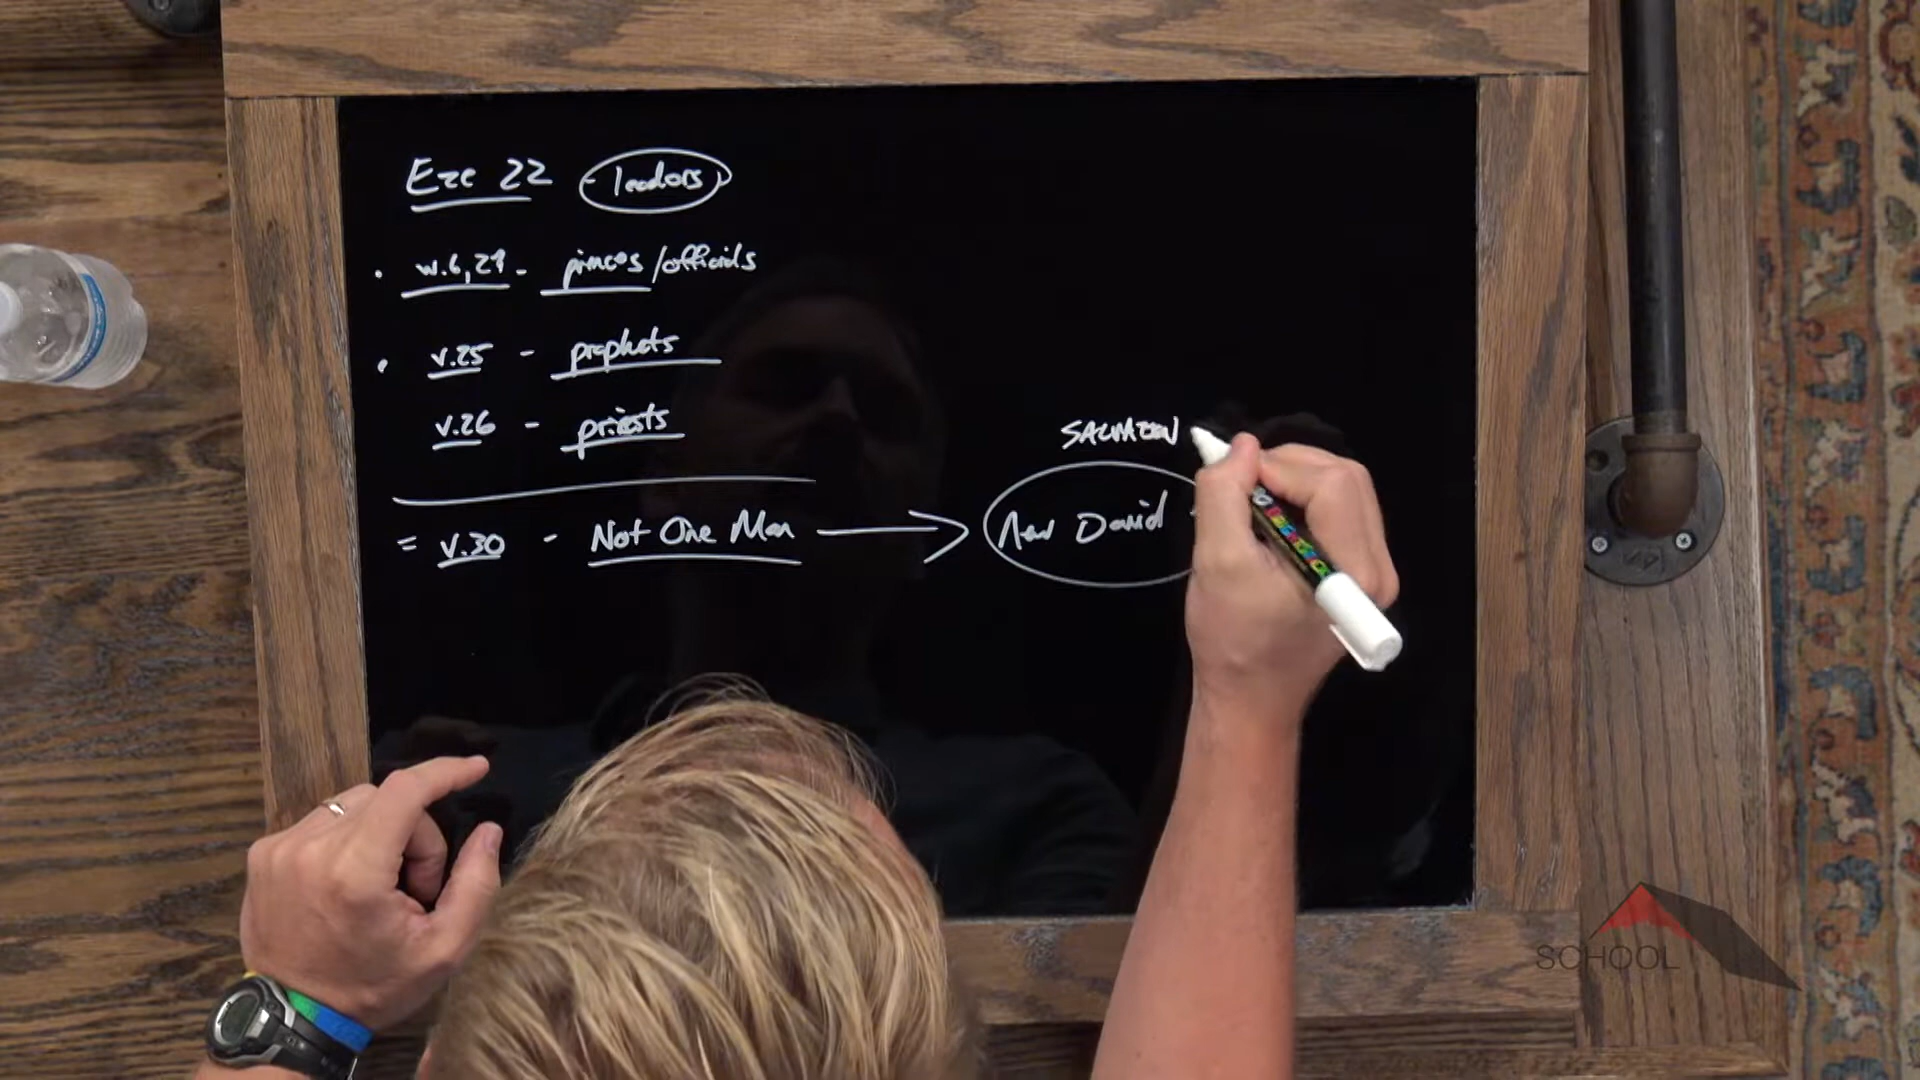 Eze 22 - leaders
• vv.6,27 - princes/officials
• v.25 - prophets
v.26 - priests
SALVATION
= v.30 - Not One Man → New David
SCHOOL